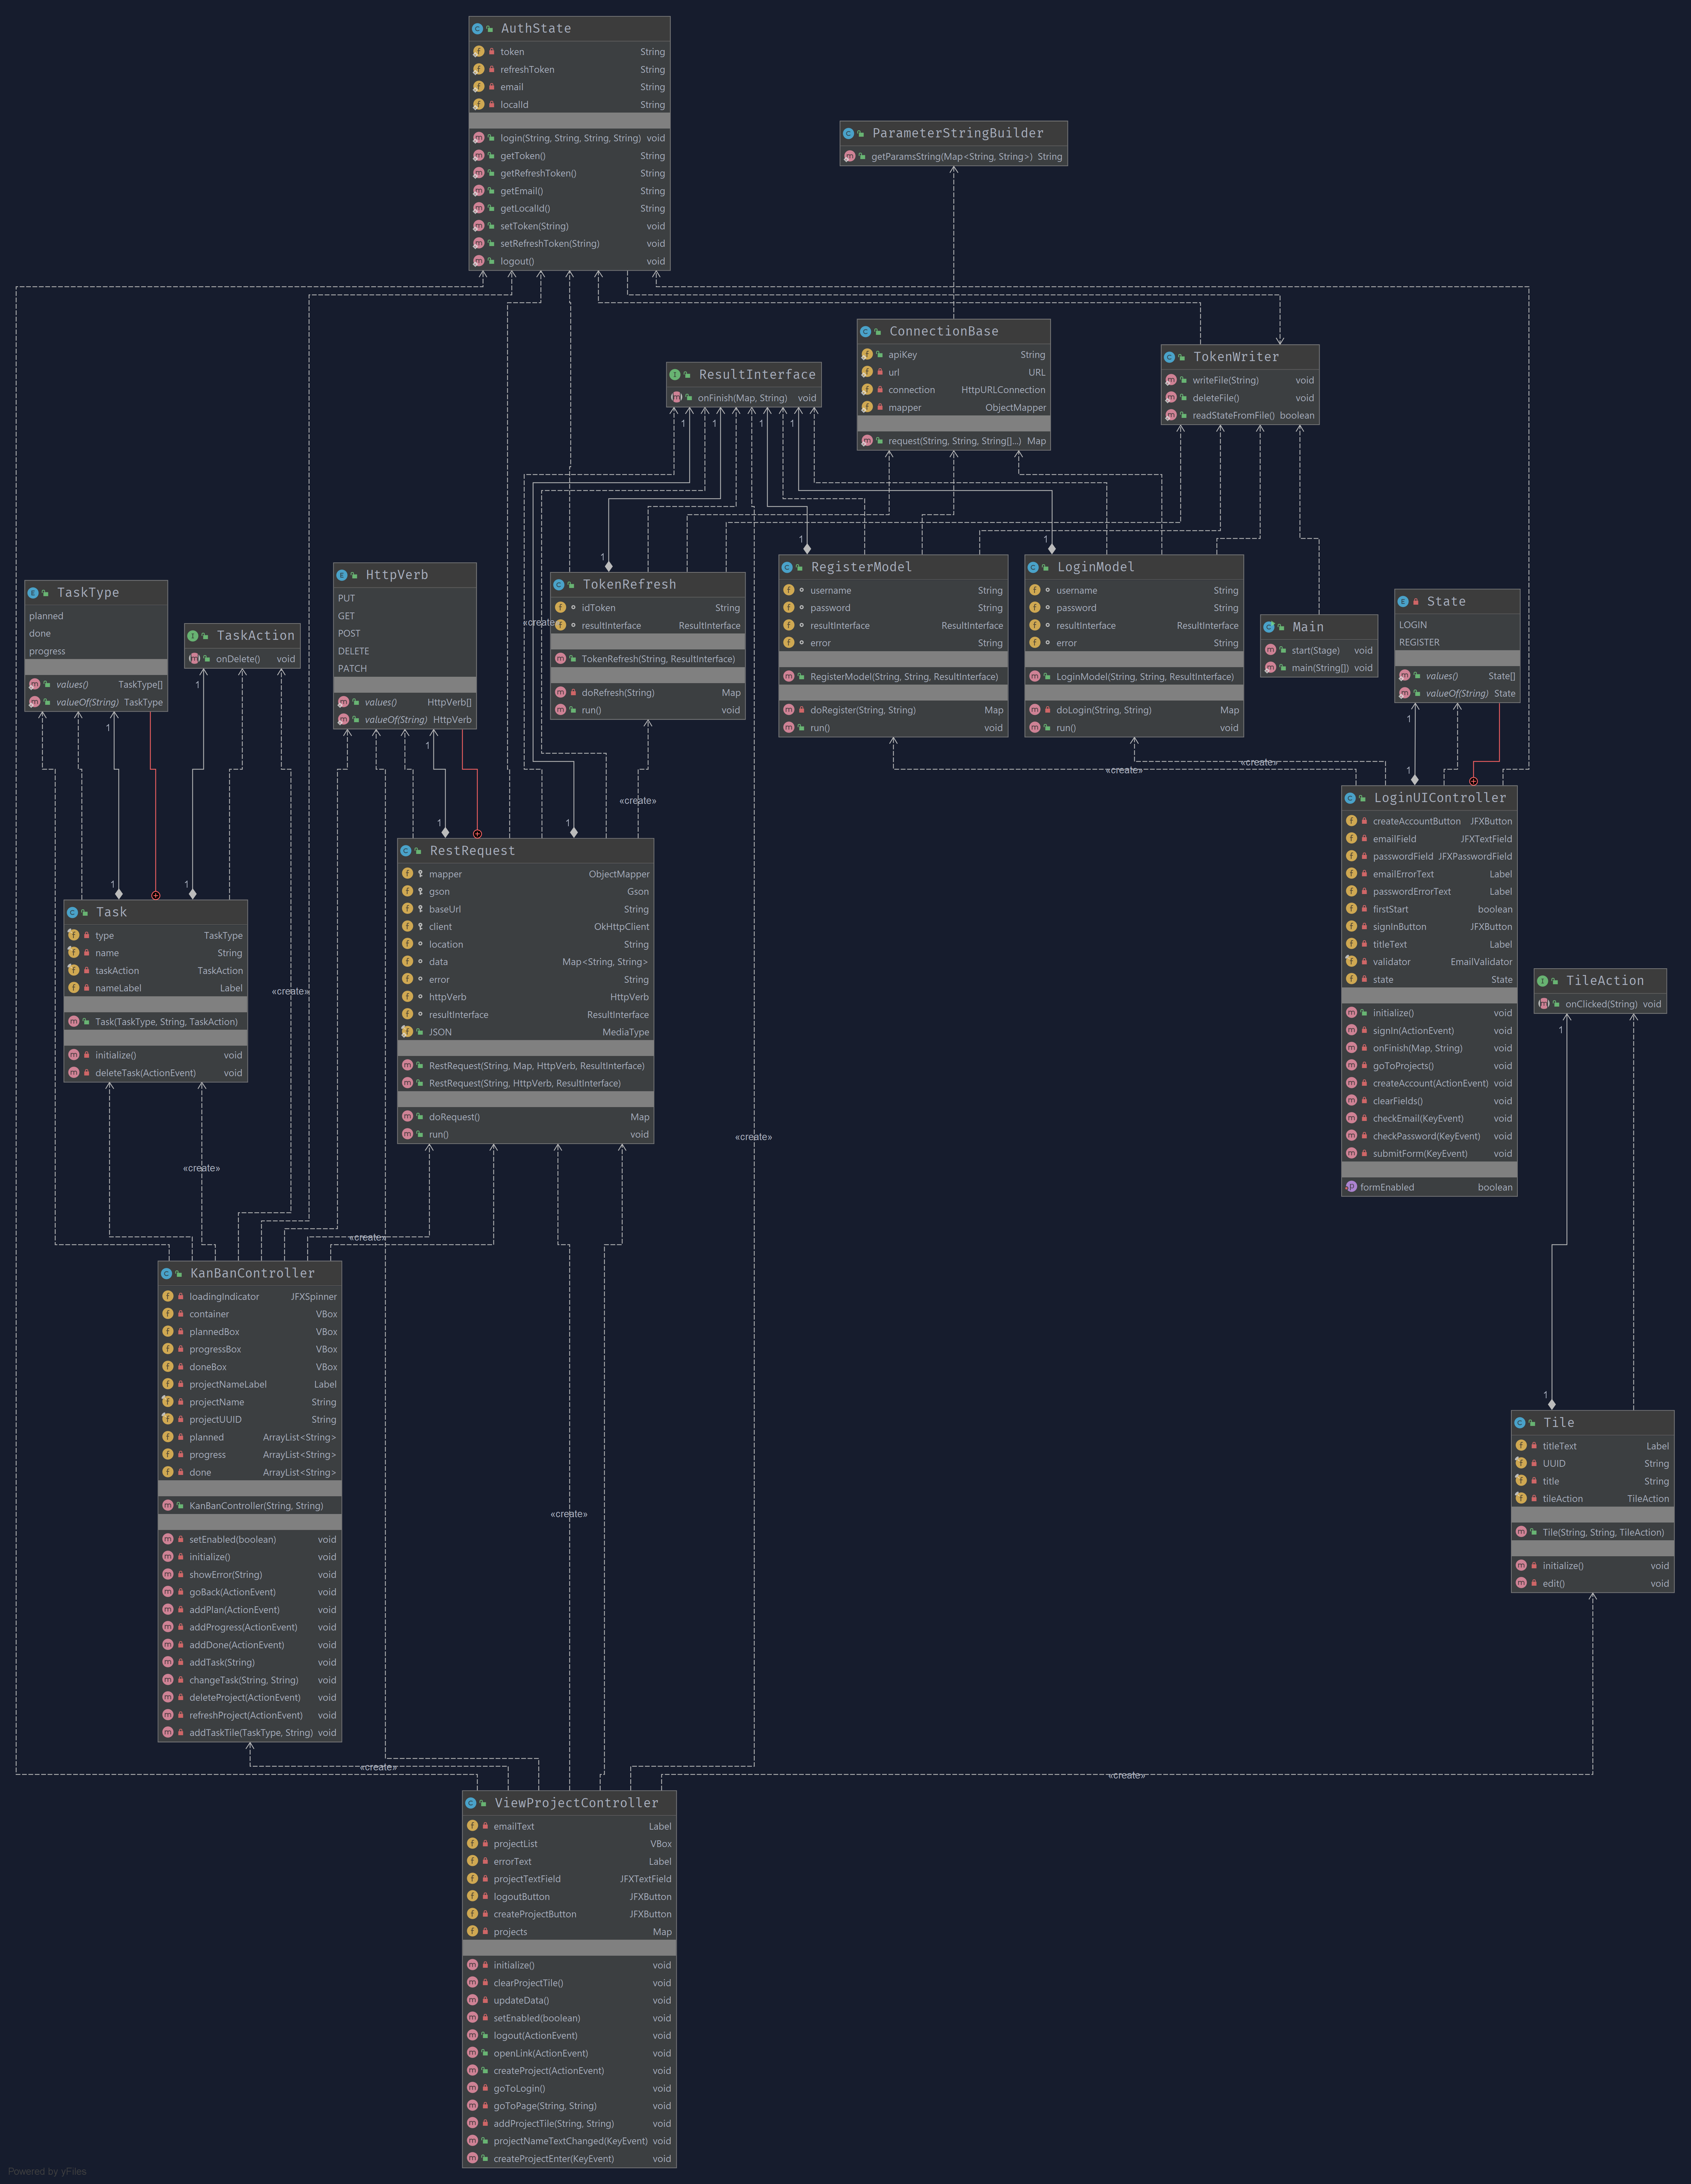 AuthState
token String
refreshToken String
email String
localId String
login(String, String, String, String) void
getToken() String
getRefreshToken() String
getEmail() String
getLocalId() String
setToken(String) void
setRefreshToken(String) void
logout() void
ParameterStringBuilder
getParamsString(Map<String, String>) String
ConnectionBase
apiKey String
url URL
connection HttpURLConnection
mapper ObjectMapper
request(String, String, String[]...) Map
TokenWriter
writeFile(String) void
deleteFile() void
readStateFromFile() boolean
ResultInterface
onFinish(Map, String) void
1
1
1
1
TaskType
planned
done
progress
values() TaskType[]
valueOf(String) TaskType
TaskAction
onDelete() void
HttpVerb
PUT
GET
POST
DELETE
PATCH
values() HttpVerb[]
valueOf(String) HttpVerb
«create»
1
TokenRefresh
idToken String
resultInterface ResultInterface
TokenRefresh(String, ResultInterface)
doRefresh(String) Map
run() void
1
RegisterModel
username String
password String
resultInterface ResultInterface
error String
RegisterModel(String, String, ResultInterface)
doRegister(String, String) Map
run() void
1
LoginModel
username String
password String
resultInterface ResultInterface
error String
LoginModel(String, String, ResultInterface)
doLogin(String, String) Map
run() void
Main
start(Stage) void
main(String[]) void
State
LOGIN
REGISTER
values() State[]
valueOf(String) State
1
1
1
1
«create»
«create»
1
LoginUIController
createAccountButton JFXButton
emailField JFXTextField
passwordField JFXPasswordField
emailErrorText Label
passwordErrorText Label
firstStart boolean
signInButton JFXButton
titleText Label
validator EmailValidator
state State
initialize() void
signIn(ActionEvent) void
onFinish(Map, String) void
goToProjects() void
createAccount(ActionEvent) void
clearFields() void
checkEmail(KeyEvent) void
checkPassword(KeyEvent) void
submitForm(KeyEvent) void
formEnabled boolean
«create»
1
1
RestRequest
mapper ObjectMapper
gson Gson
baseUrl String
client OkHttpClient
location String
data Map<String, String>
error String
httpVerb HttpVerb
resultInterface ResultInterface
JSON MediaType
RestRequest(String, Map, HttpVerb, ResultInterface)
RestRequest(String, HttpVerb, ResultInterface)
doRequest() Map
run() void
1
1
Task
type TaskType
name String
taskAction TaskAction
nameLabel Label
Task(TaskType, String, TaskAction)
initialize() void
deleteTask(ActionEvent) void
«create»
TileAction
onClicked(String) void
1
«create»
«create»
«create»
KanBanController
loadingIndicator JFXSpinner
container VBox
plannedBox VBox
progressBox VBox
doneBox VBox
projectNameLabel Label
projectName String
projectUUID String
planned ArrayList<String>
progress ArrayList<String>
done ArrayList<String>
KanBanController(String, String)
setEnabled(boolean) void
initialize() void
showError(String) void
goBack(ActionEvent) void
addPlan(ActionEvent) void
addProgress(ActionEvent) void
addDone(ActionEvent) void
addTask(String) void
changeTask(String, String) void
deleteProject(ActionEvent) void
refreshProject(ActionEvent) void
addTaskTile(TaskType, String) void
1
Tile
titleText Label
UUID String
title String
tileAction TileAction
Tile(String, String, TileAction)
initialize() void
edit() void
«create»
«create»
«create»
ViewProjectController
emailText Label
projectList VBox
errorText Label
projectTextField JFXTextField
logoutButton JFXButton
createProjectButton JFXButton
projects Map
initialize() void
clearProjectTile() void
updateData() void
setEnabled(boolean) void
logout(ActionEvent) void
openLink(ActionEvent) void
createProject(ActionEvent) void
goToLogin() void
goToPage(String, String) void
addProjectTile(String, String) void
projectNameTextChanged(KeyEvent) void
createProjectEnter(KeyEvent) void
Powered by yFiles